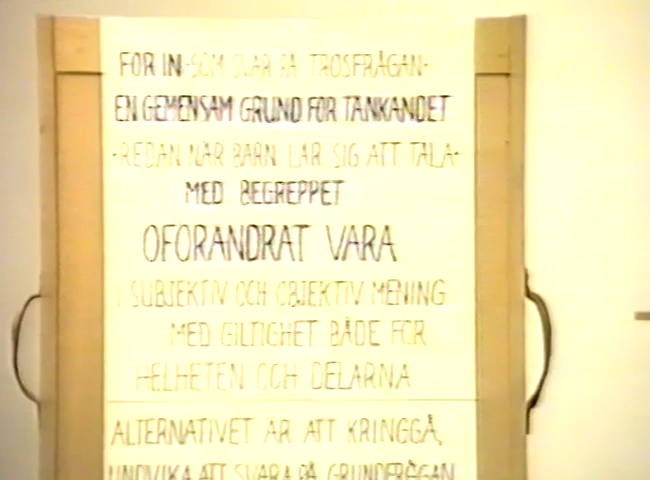 FÖR IN -SOM SVAR PÅ TROSFRÅGAN-
EN GEMENSAM GRUND FÖR TÄNKANDET
-REDAN NÄR BARN LÄR SIG ATT TALA-
MED BEGREPPET
OFÖRÄNDRAT VARA
I SUBJEKTIV OCH OBJEKTIV MENING
MED GILTIGHET BÅDE FÖR
HELHETEN OCH DELARNA
ALTERNATIVET ÄR ATT KRINGGÅ,
UNDVIKA ATT SVARA PÅ GRUNDFRÅGAN